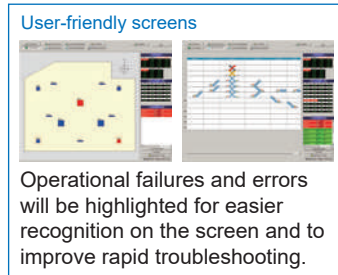 User-friendly screens
Operational failures and errors
will be highlighted for easier
recognition on the screen and to
improve rapid troubleshooting.